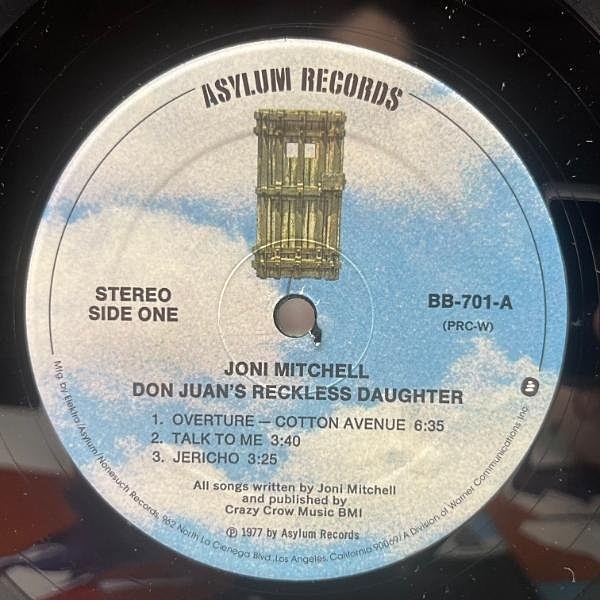 ASYLUM RECORDS
STEREO
SIDE ONE
BB-701-A
(PRC-W)
JONI MITCHELL
DON JUAN'S RECKLESS DAUGHTER
1. OVERTURE — COTTON AVENUE 6:35
2. TALK TO ME 3:40
3. JERICHO 3:25
All songs written by Joni Mitchell
and published by
Crazy Crow Music BMI
℗ 1977 by Asylum Records
Mfg. by Elektra/Asylum/Nonesuch Records, 962 North La Cienega Blvd., Los Angeles, California 90069/A Division of Warner Communications Inc.